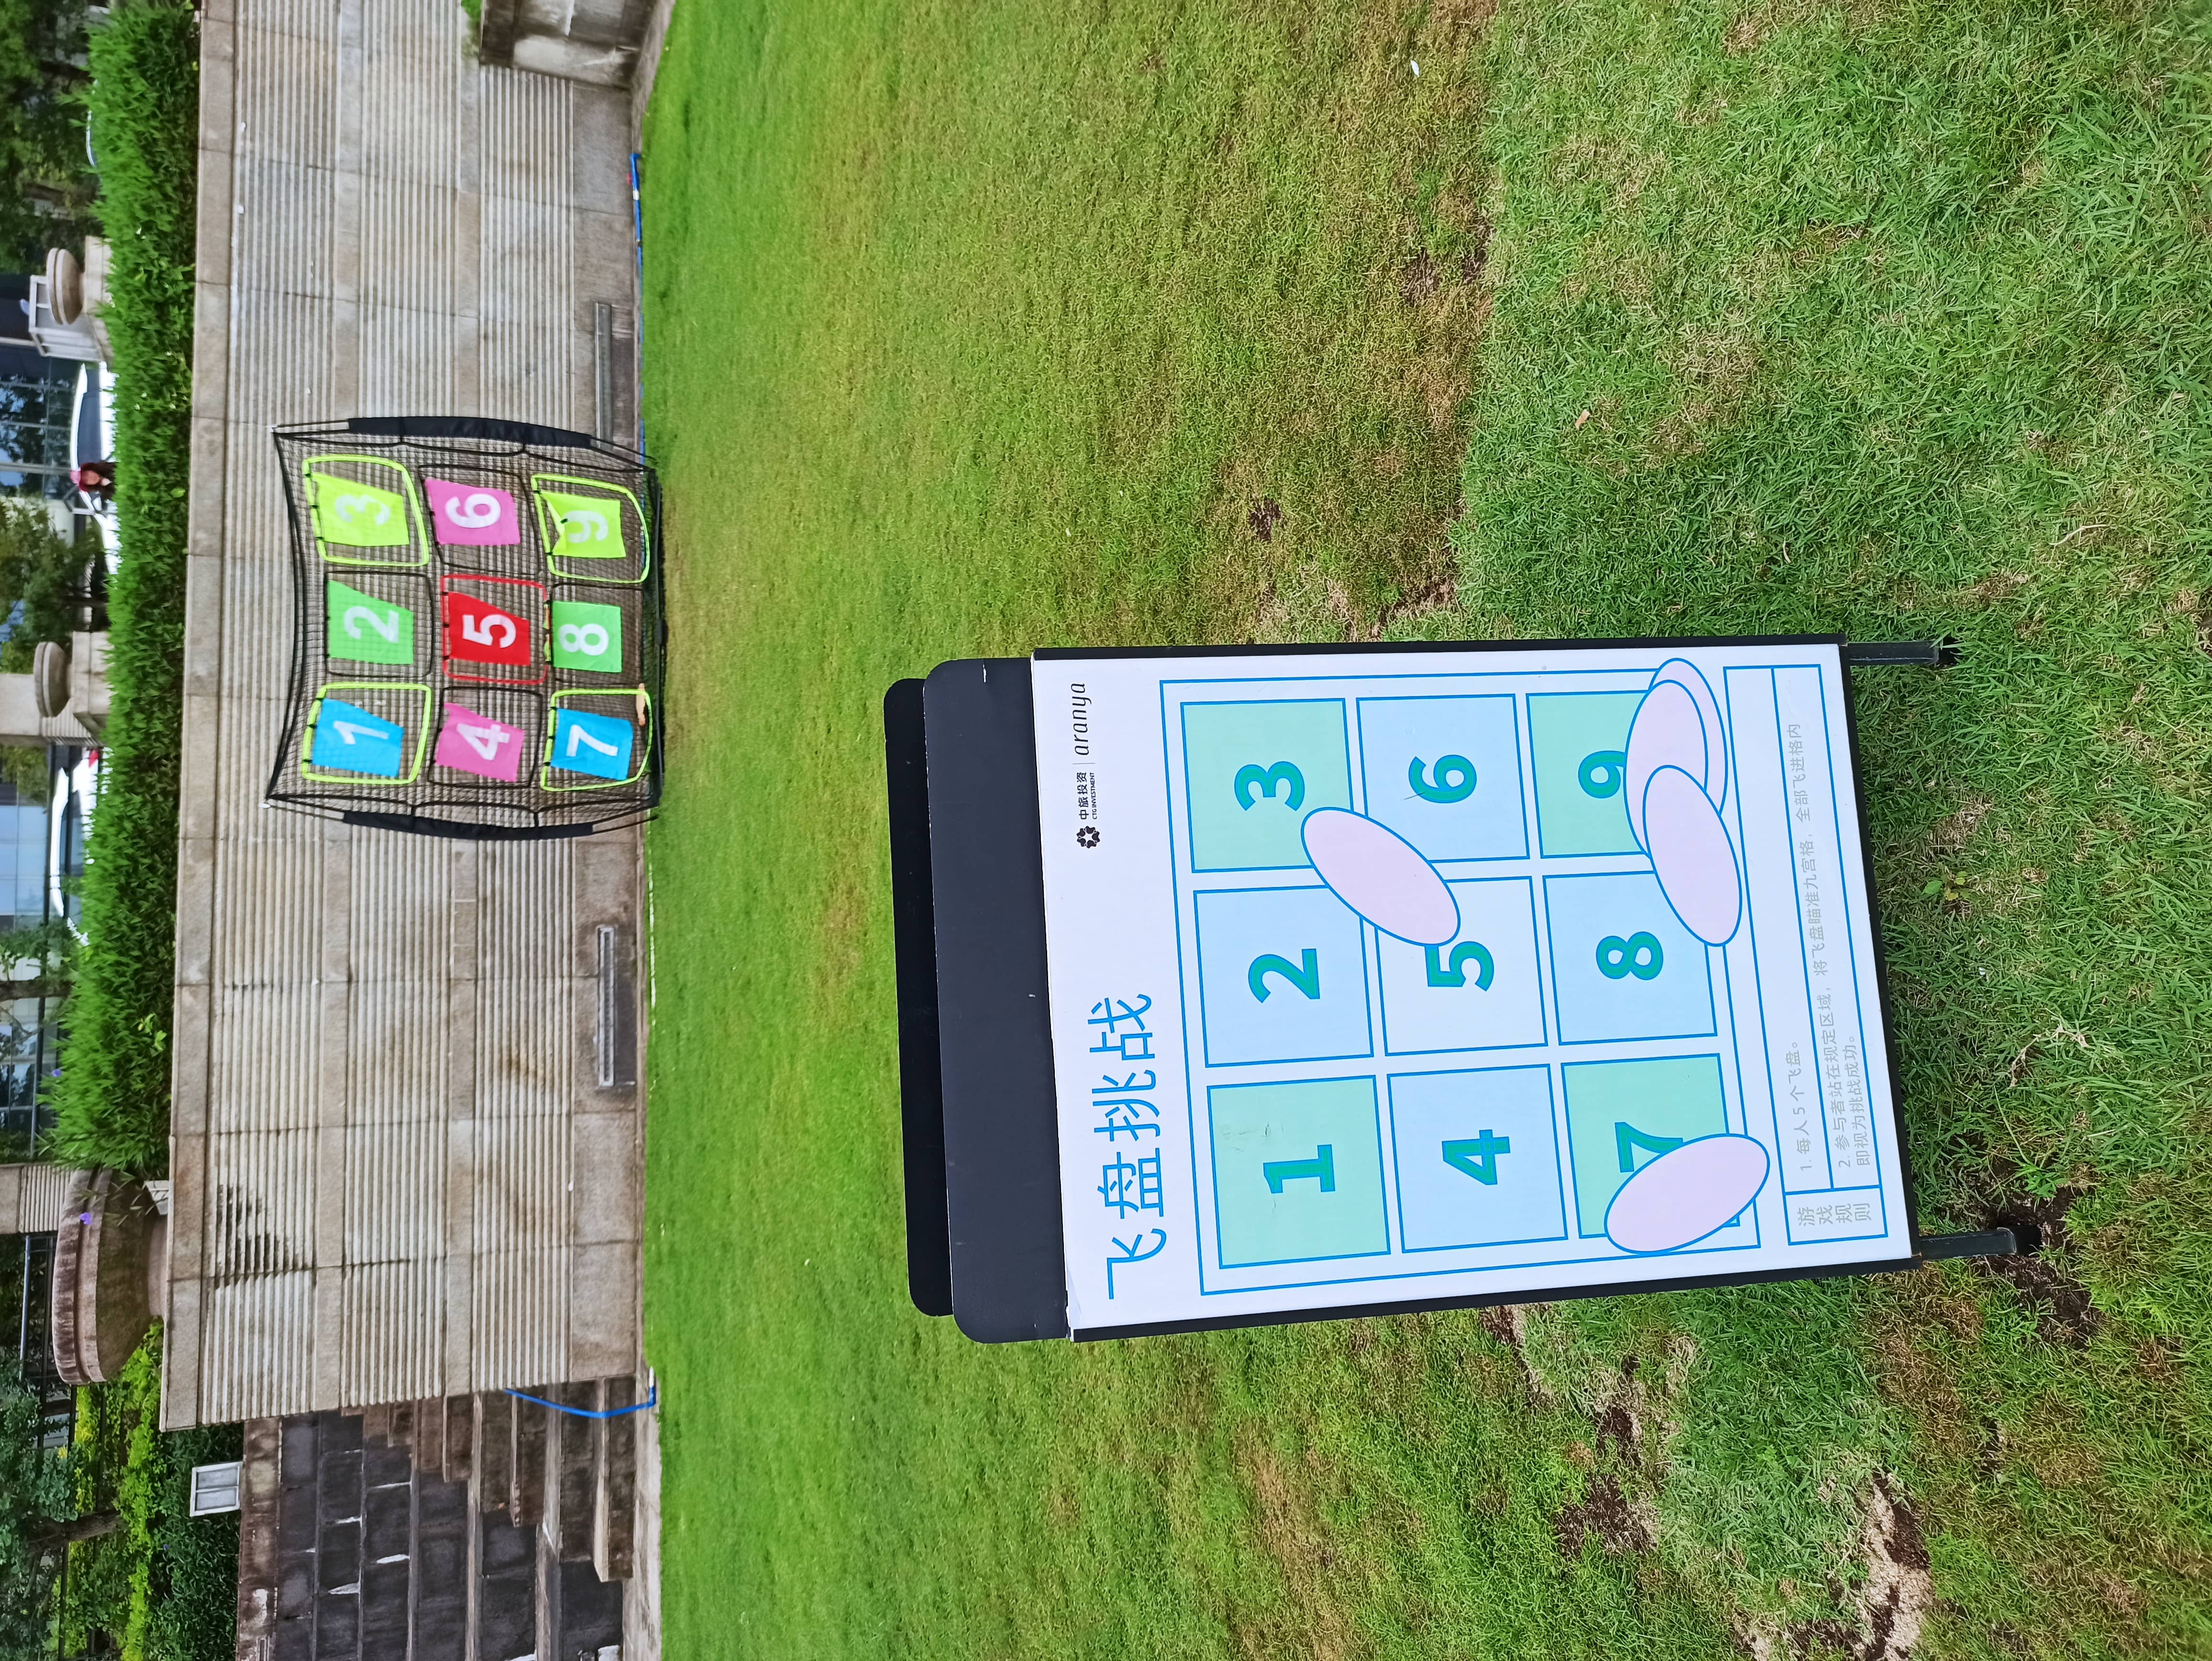 1 2 3
4 5 6
7 8 9
中旅投资 aranya
CTG INVESTMENT
飞盘挑战
1 2 3
4 5 6
7 8 9
游戏规则
1. 每人5个飞盘。
2. 参与者站在规定区域，将飞盘瞄准九宫格，全部飞进格内
即视为挑战成功。